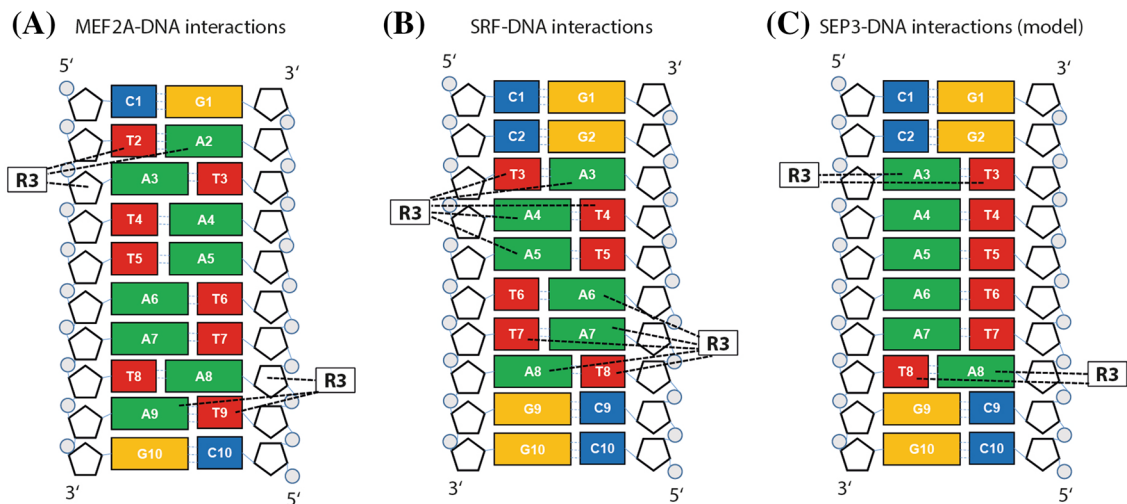 (A) MEF2A-DNA interactions
5‘ 3‘
C1 G1
T2 A2
R3
A3 T3
T4 A4
T5 A5
A6 T6
A7 T7
T8 A8
R3
A9 T9
G10 C10
3‘ 5‘
(B) SRF-DNA interactions
5‘ 3‘
C1 G1
C2 G2
T3 A3
R3
A4 T4
A5 T5
T6 A6
T7 A7
R3
A8 T8
G9 C9
G10 C10
3‘ 5‘
(C) SEP3-DNA interactions (model)
5‘ 3‘
C1 G1
C2 G2
R3
A3 T3
A4 T4
A5 T5
A6 T6
A7 T7
T8 A8
R3
G9 C9
G10 C10
3‘ 5‘